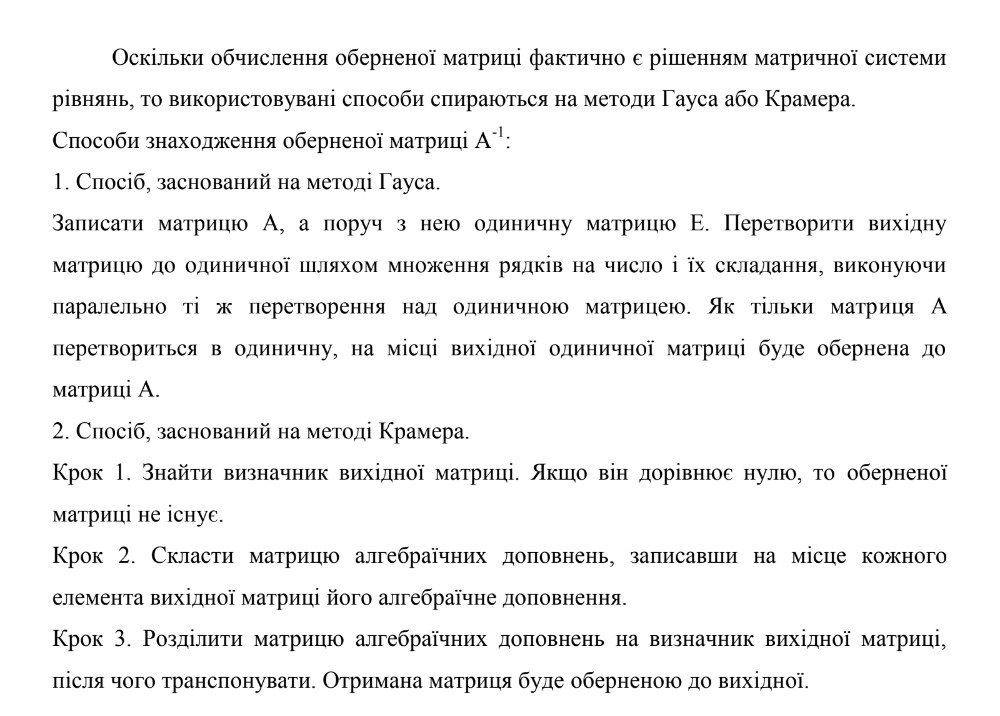 Оскільки обчислення оберненої матриці фактично є рішенням матричної системи
рівнянь, то використовувані способи спираються на методи Гауса або Крамера.
Способи знаходження оберненої матриці A⁻¹:
1. Спосіб, заснований на методі Гауса.
Записати матрицю А, а поруч з нею одиничну матрицю Е. Перетворити вихідну
матрицю до одиничної шляхом множення рядків на число і їх складання, виконуючи
паралельно ті ж перетворення над одиничною матрицею. Як тільки матриця А
перетвориться в одиничну, на місці вихідної одиничної матриці буде обернена до
матриці А.
2. Спосіб, заснований на методі Крамера.
Крок 1. Знайти визначник вихідної матриці. Якщо він дорівнює нулю, то оберненої
матриці не існує.
Крок 2. Скласти матрицю алгебраїчних доповнень, записавши на місце кожного
елемента вихідної матриці його алгебраїчне доповнення.
Крок 3. Розділити матрицю алгебраїчних доповнень на визначник вихідної матриці,
після чого транспонувати. Отримана матриця буде оберненою до вихідної.